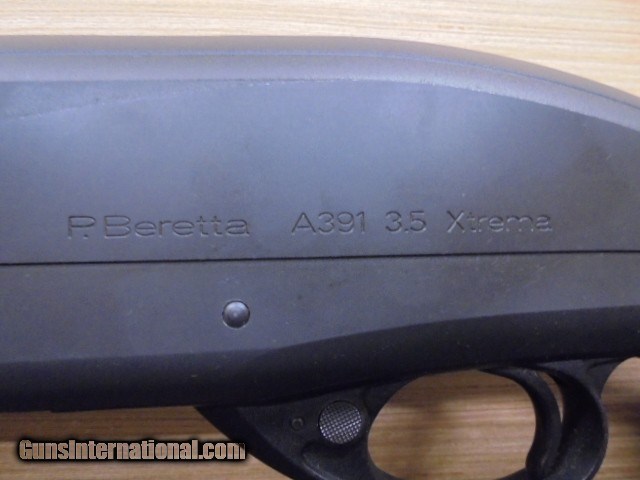 P. Beretta A391 3.5 Xtrema
GunsInternational.com